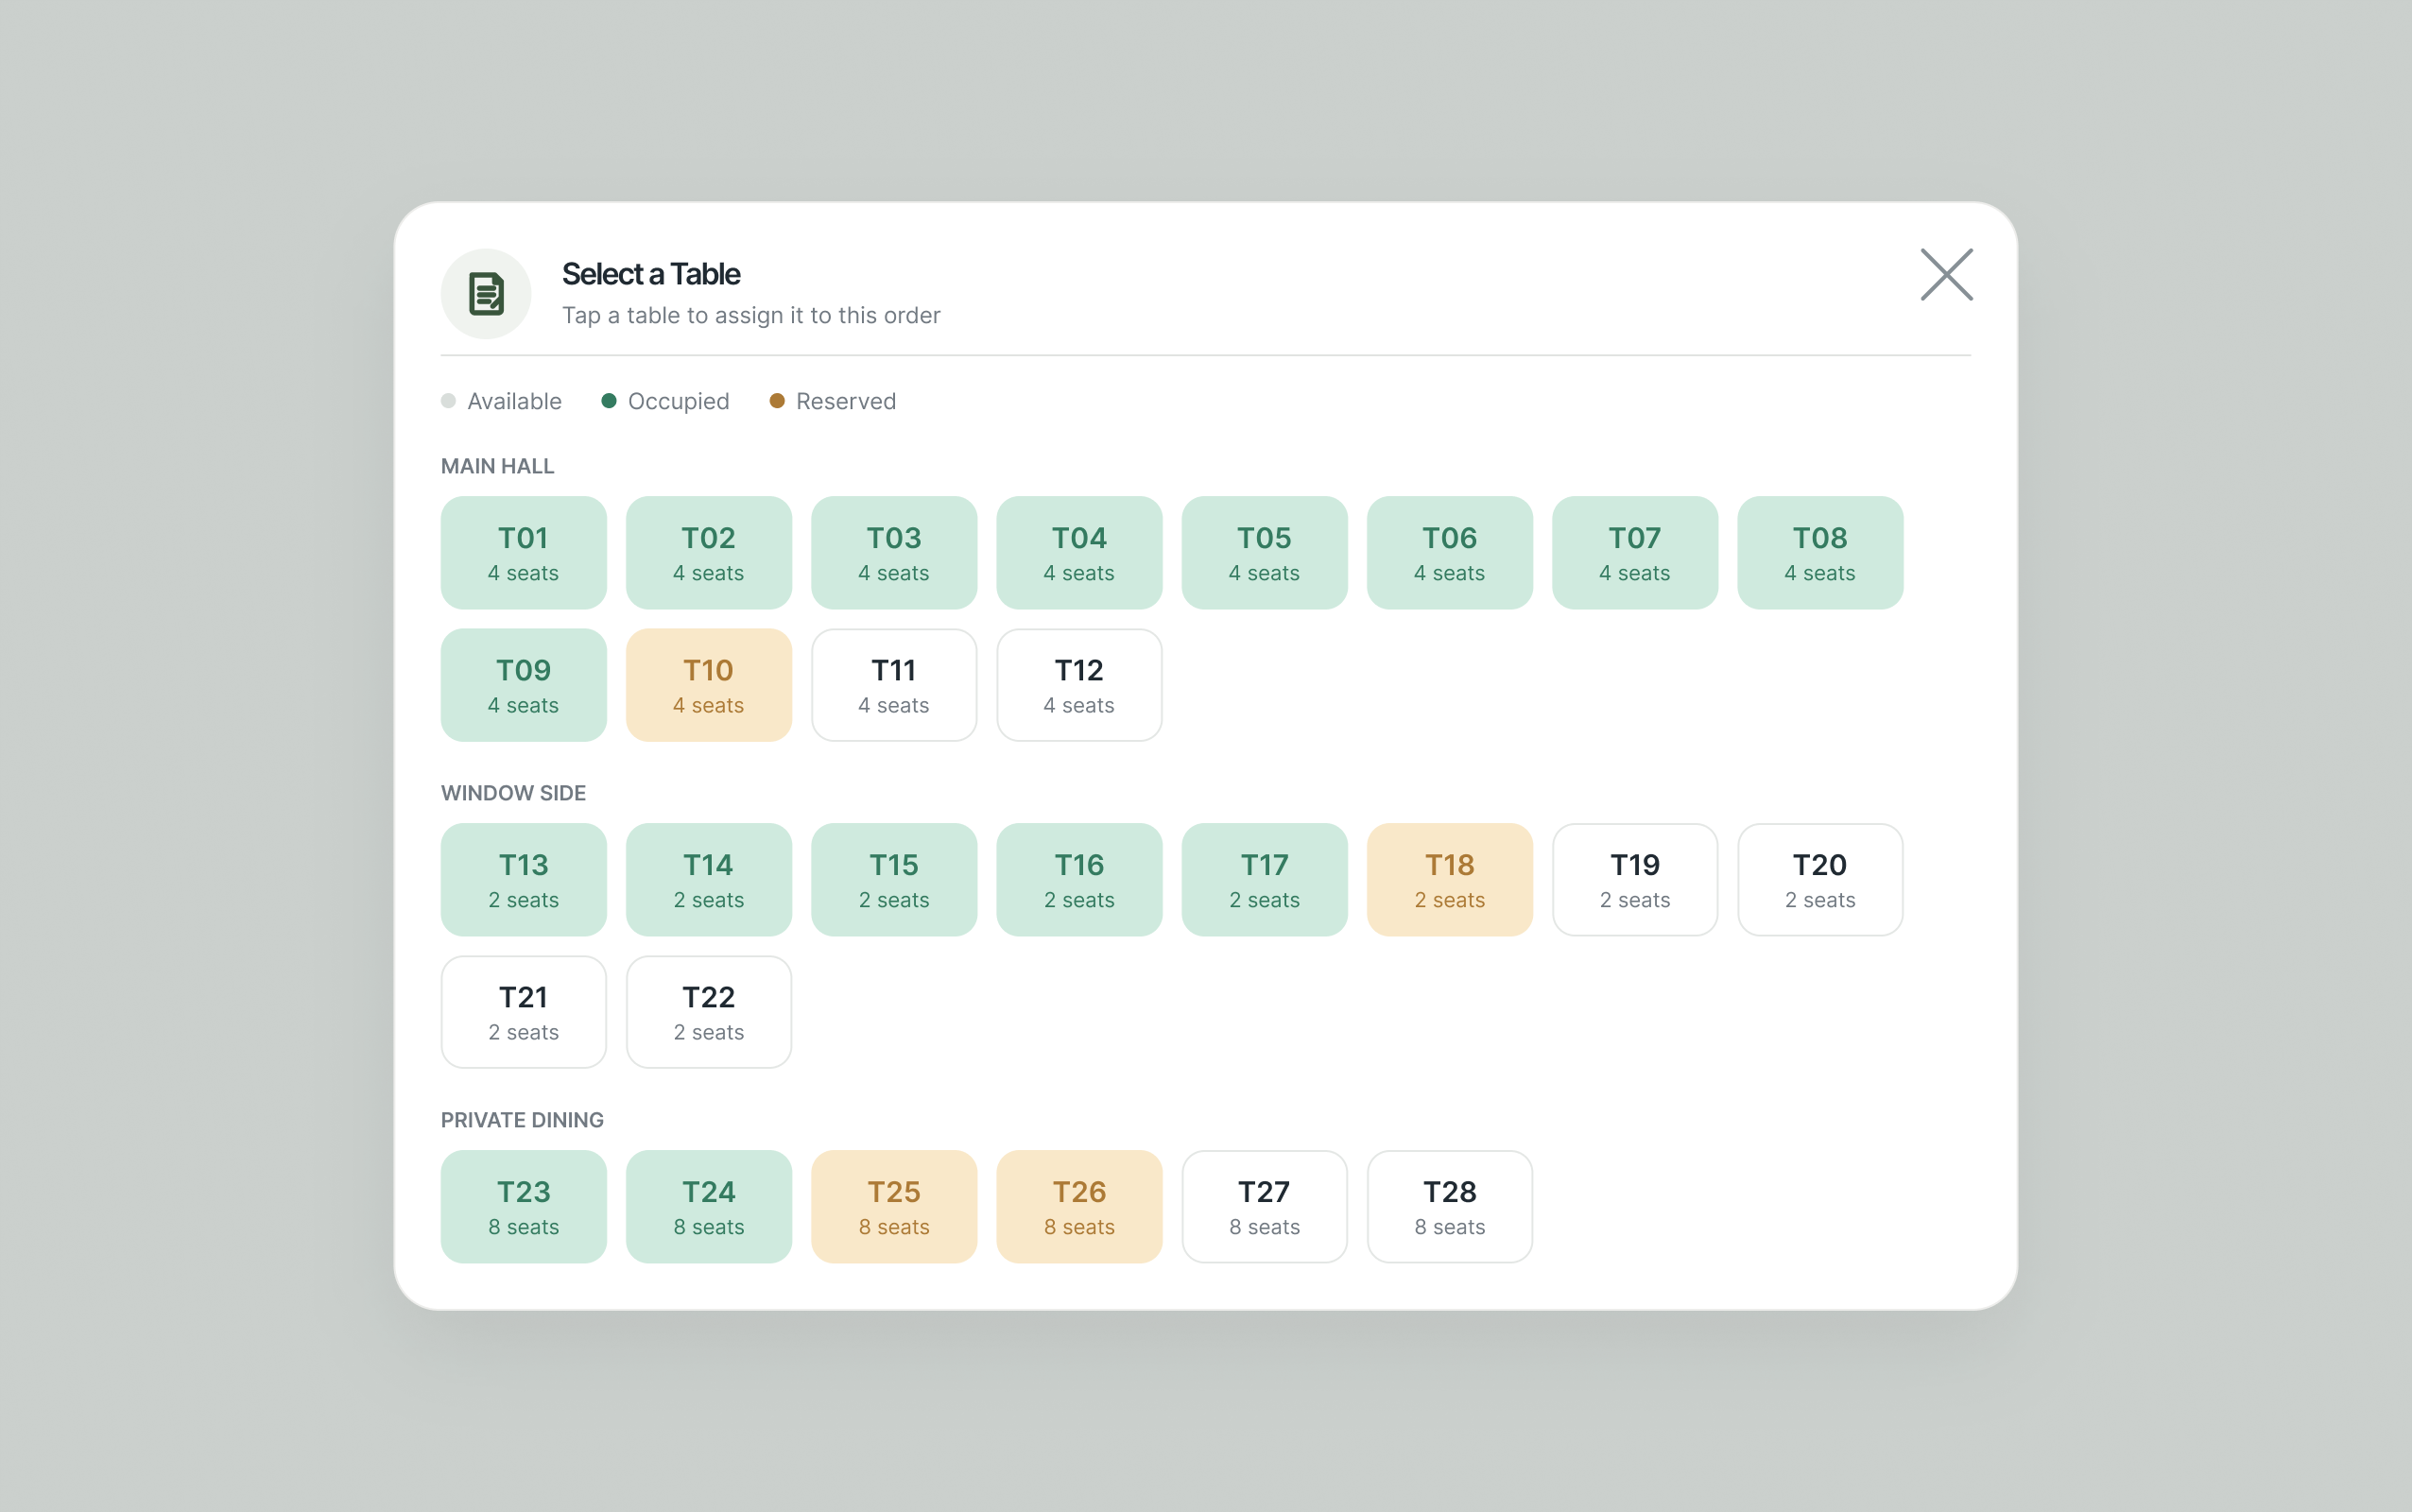 Select a Table
Tap a table to assign it to this order
Available Occupied Reserved
MAIN HALL
T01 T02 T03 T04 T05 T06 T07 T08
4 seats 4 seats 4 seats 4 seats 4 seats 4 seats 4 seats 4 seats
T09 T10 T11 T12
4 seats 4 seats 4 seats 4 seats
WINDOW SIDE
T13 T14 T15 T16 T17 T18 T19 T20
2 seats 2 seats 2 seats 2 seats 2 seats 2 seats 2 seats 2 seats
T21 T22
2 seats 2 seats
PRIVATE DINING
T23 T24 T25 T26 T27 T28
8 seats 8 seats 8 seats 8 seats 8 seats 8 seats